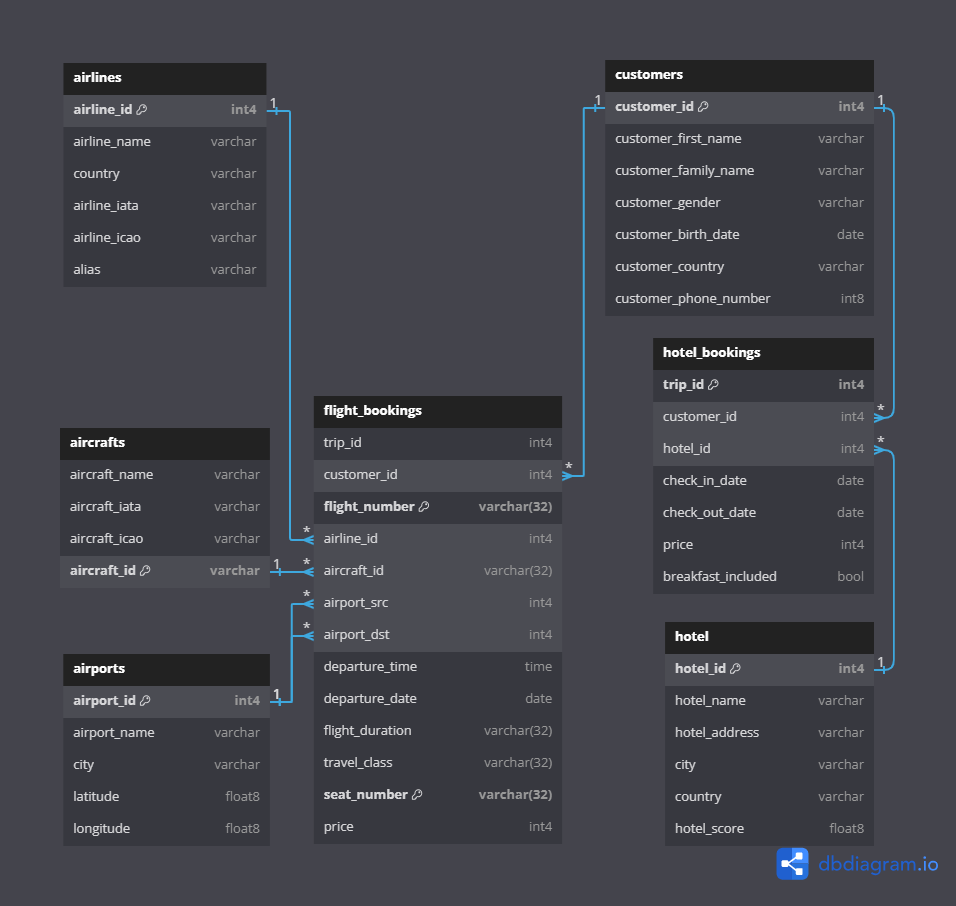 airlines
airline_id int4
airline_name varchar
country varchar
airline_iata varchar
airline_icao varchar
alias varchar
1
customers
customer_id int4
customer_first_name varchar
customer_family_name varchar
customer_gender varchar
customer_birth_date date
customer_country varchar
customer_phone_number int8
1
1
hotel_bookings
trip_id int4
customer_id int4
hotel_id int4
check_in_date date
check_out_date date
price int4
breakfast_included bool
*
*
flight_bookings
trip_id int4
customer_id int4
flight_number varchar(32)
airline_id int4
aircraft_id varchar(32)
airport_src int4
airport_dst int4
departure_time time
departure_date date
flight_duration varchar(32)
travel_class varchar(32)
seat_number varchar(32)
price int4
*
*
*
*
*
aircrafts
aircraft_name varchar
aircraft_iata varchar
aircraft_icao varchar
aircraft_id varchar
1
airports
airport_id int4
airport_name varchar
city varchar
latitude float8
longitude float8
1
hotel
hotel_id int4
hotel_name varchar
hotel_address varchar
city varchar
country varchar
hotel_score float8
1
dbdiagram.io